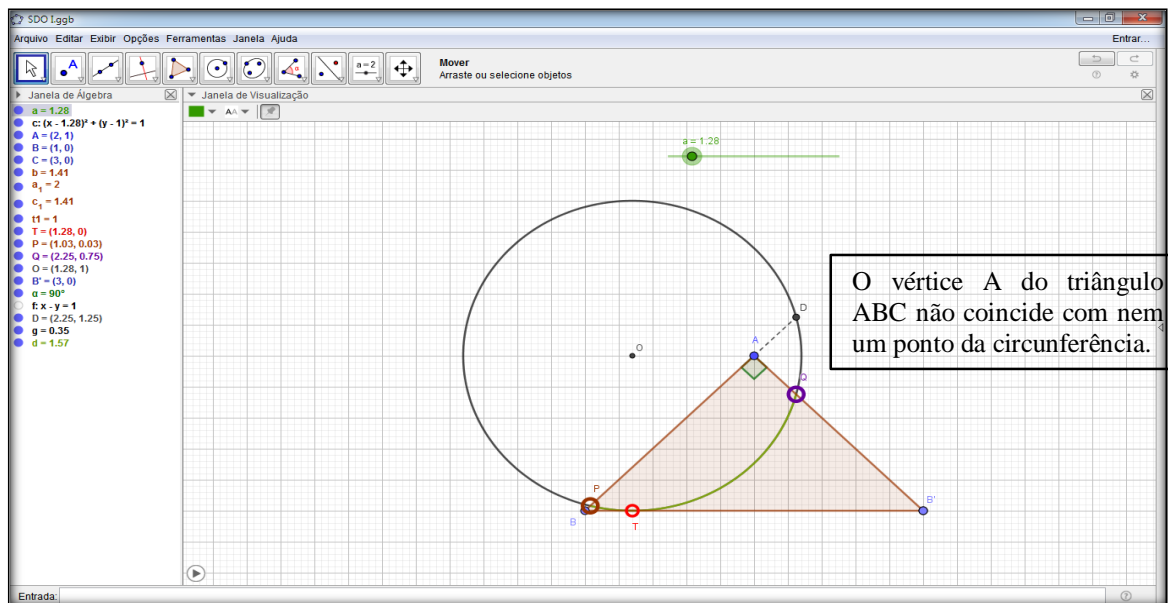 SDO I.ggb
Arquivo Editar Exibir Opções Ferramentas Janela Ajuda Entrar...
A a=2
Mover
Arraste ou selecione objetos
Janela de Álgebra
Janela de Visualização
AA
a = 1.28
c: (x - 1.28)² + (y - 1)² = 1
A = (2, 1)
B = (1, 0)
C = (3, 0)
b = 1.41
a₁ = 2
c₁ = 1.41
t1 = 1
T = (1.28, 0)
P = (1.03, 0.03)
Q = (2.25, 0.75)
O = (1.28, 1)
B' = (3, 0)
α = 90°
f: x - y = 1
D = (2.25, 1.25)
g = 0.35
d = 1.57
a = 1.28
O vértice A do triângulo
ABC não coincide com nem
um ponto da circunferência.
D
A
O
Q
P
B'
B
T
Entrada: